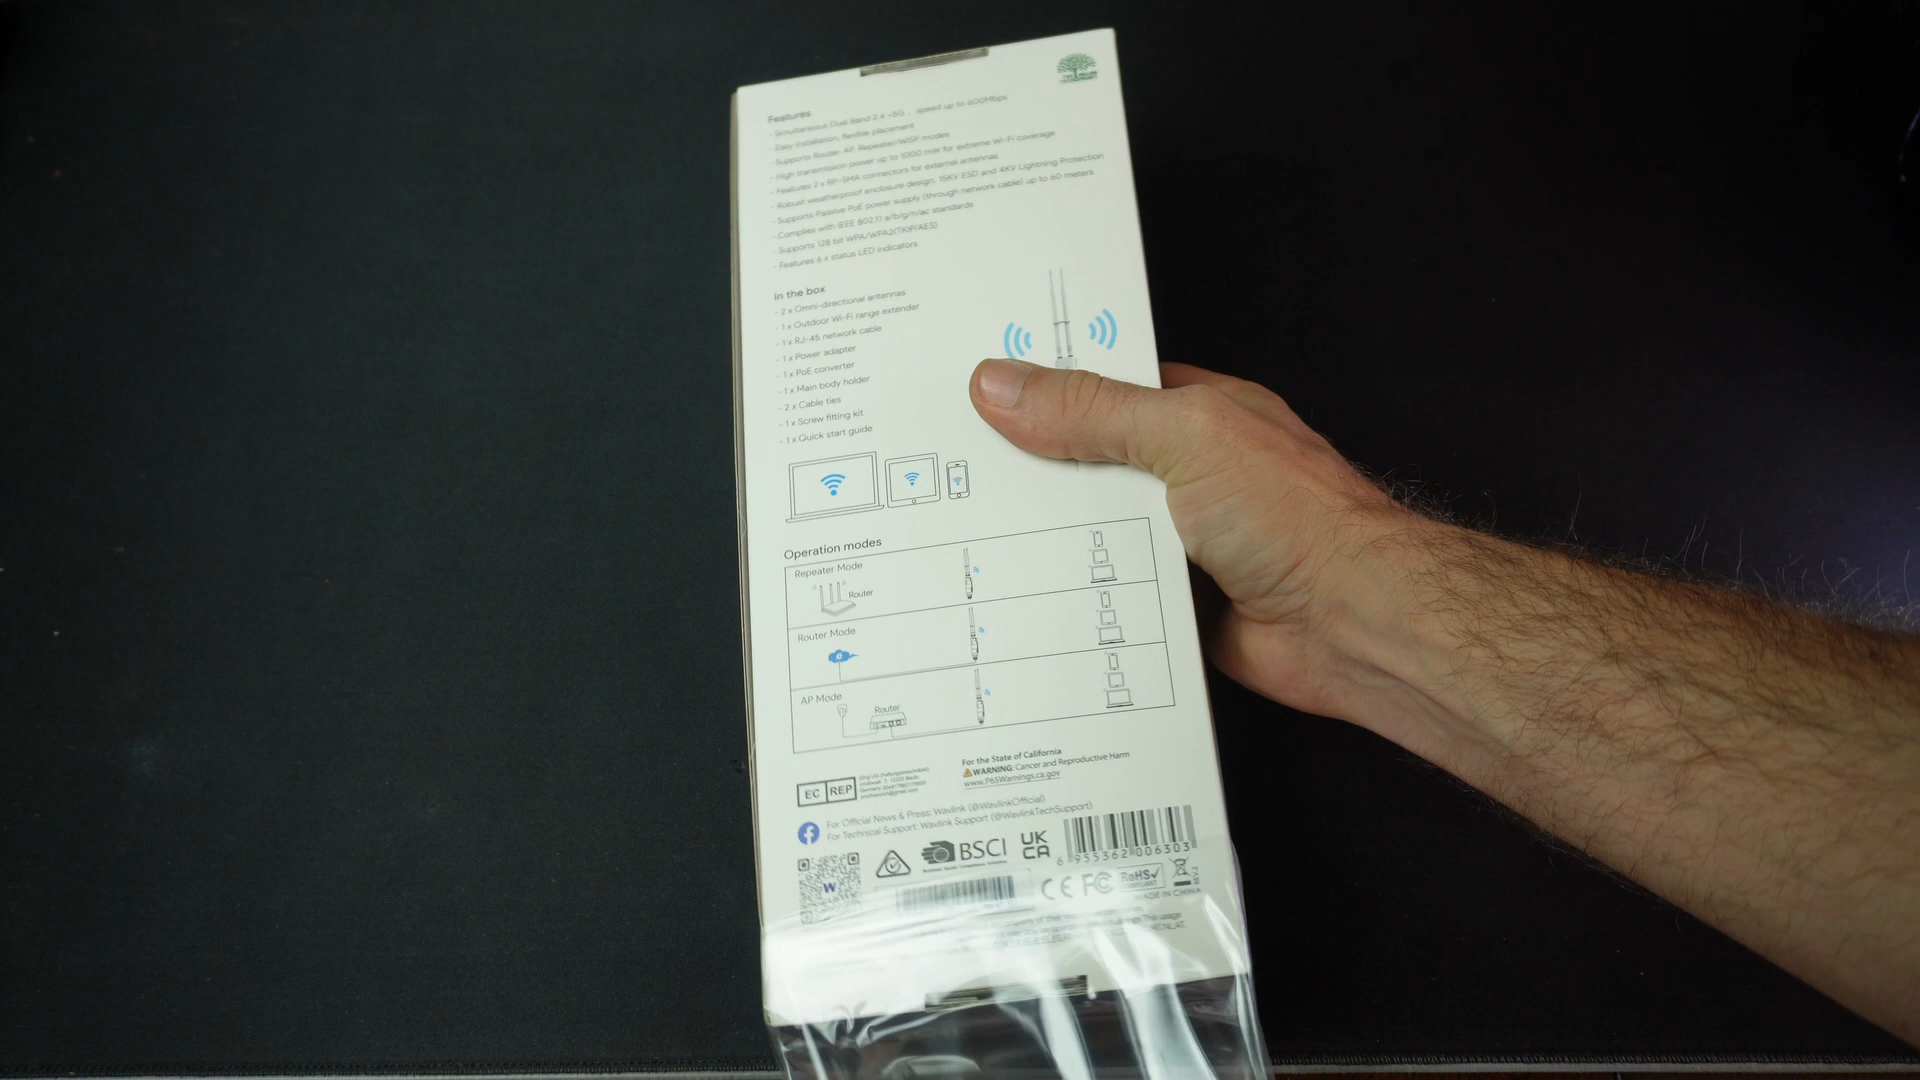 Features
- Simultaneous Dual Band 2.4 +5G , speed up to 600Mbps
- Easy installation, flexible placement
- Supports Router, AP, Repeater/WISP modes
- High transmission power up to 1000 mW for extreme Wi-Fi coverage
- Features 2 x RP-SMA connectors for external antennas
- Robust weatherproof enclosure design, 15KV ESD and 4KV Lightning Protection
- Supports Passive PoE power supply (through network cable) up to 60 meters
- Complies with IEEE 802.11 a/b/g/n/ac standards
- Supports 128 bit WPA/WPA2(TKIP/AES)
- Features 6 x status LED indicators
In the box
- 2 x Omni-directional antennas
- 1 x Outdoor Wi-Fi range extender
- 1 x RJ-45 network cable
- 1 x Power adapter
- 1 x PoE converter
- 1 x Main body holder
- 2 x Cable ties
- 1 x Screw fitting kit
- 1 x Quick start guide
Operation modes
Repeater Mode
Router
Router Mode
AP Mode
Router
EC REP
For the State of California
WARNING: Cancer and Reproductive Harm
www.P65Warnings.ca.gov
For Official News & Press: Wavlink (@WavlinkOfficial)
For Technical Support: Wavlink Support (@WavlinkTechSupport)
W
BSCI
UK
CA
6 955362 006303
CE FC RoHS
MADE IN CHINA